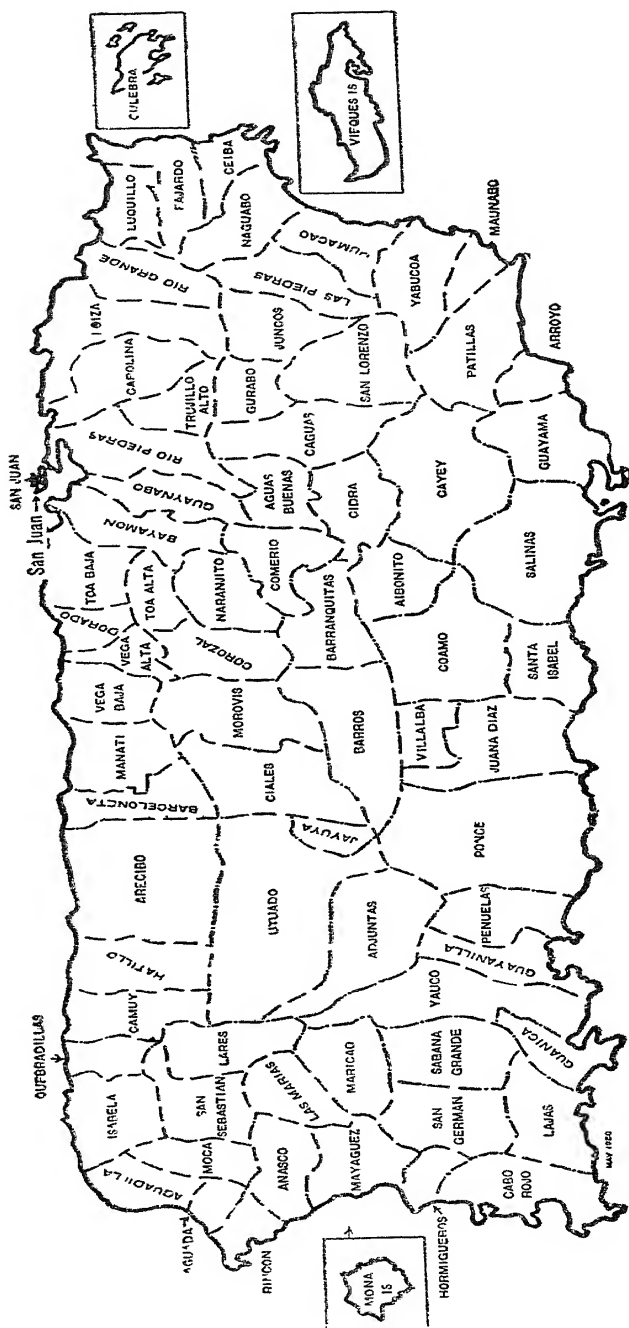 CULEBRA
VIEQUES IS
SAN JUAN
San Juan
LUQUILLO
FAJARDO
CEIBA
NAGUABO
RIO GRANDE
LAS PIEDRAS
HUMACAO
YABUCOA
MAUNABO
LOIZA
CAROLINA
TRUJILLO
ALTO
GURABO
JUNCOS
SAN LORENZO
PATILLAS
ARROYO
RIO PIEDRAS
GUAYNABO
BAYAMON
AGUAS
BUENAS
CAGUAS
CIDRA
CAYEY
GUAYAMA
TOA BAJA
TOA ALTA
DORADO
VEGA
ALTA
NARANJITO
COMERIO
COROZAL
BARRANQUITAS
AIBONITO
SALINAS
VEGA
BAJA
MANATI
MOROVIS
CIALES
BARROS
COAMO
SANTA
ISABEL
VILLALBA
JUANA DIAZ
BARCELONETA
ARECIBO
UTUADO
JAYUYA
ADJUNTAS
PONCE
HATILLO
CAMUY
QUEBRADILLAS
PENUELAS
GUAYANILLA
YAUCO
ISABELA
LARES
SAN
SEBASTIAN
LAS MARIAS
MARICAO
SABANA
GRANDE
GUANICA
AGUADILLA
MOCA
AGUADA
RINCON
ANASCO
MAYAGUEZ
SAN
GERMAN
LAJAS
HORMIGUEROS
CABO
ROJO
MONA
IS